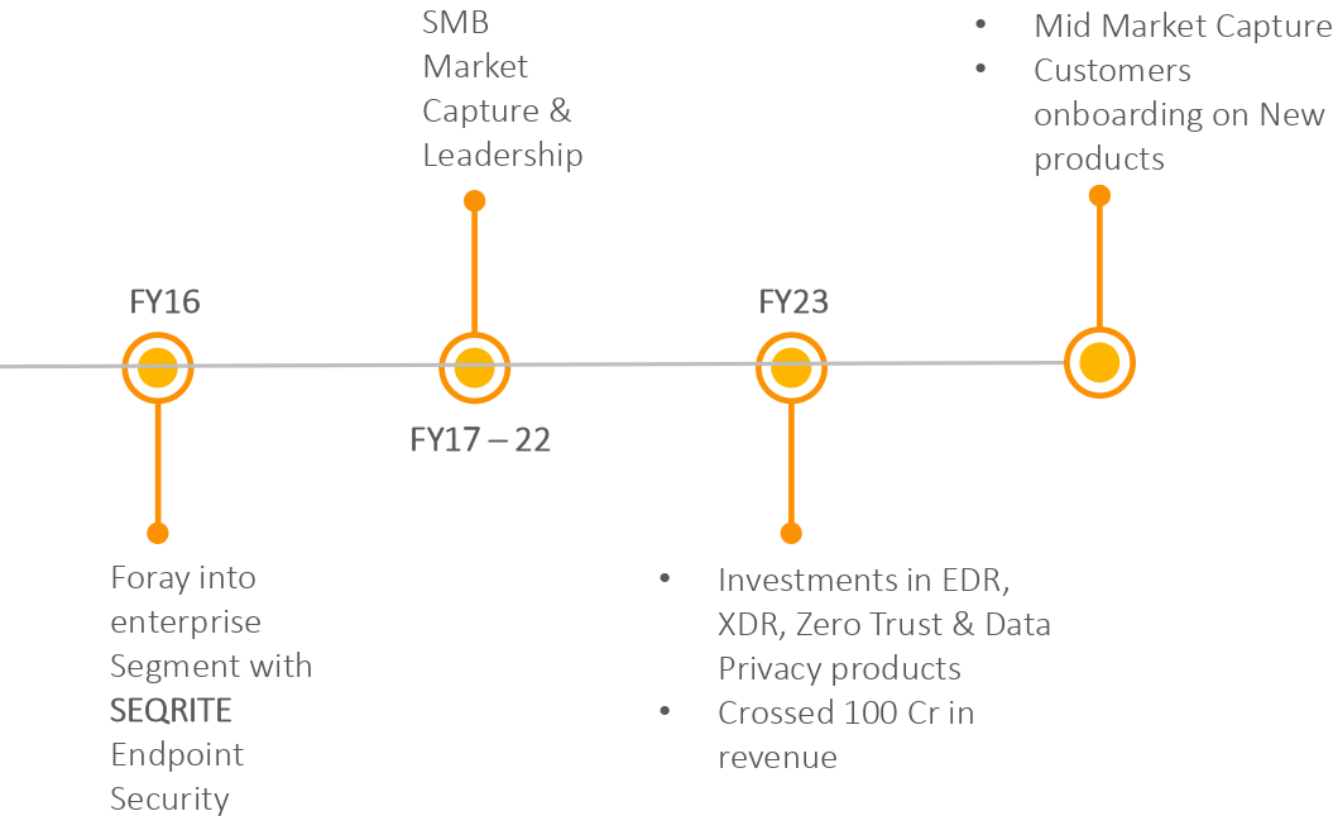 SMB
Market
Capture &
Leadership
• Mid Market Capture
• Customers
onboarding on New
products
FY16
FY23
FY17 – 22
Foray into
enterprise
Segment with
SEQRITE
Endpoint
Security
• Investments in EDR,
XDR, Zero Trust & Data
Privacy products
• Crossed 100 Cr in
revenue